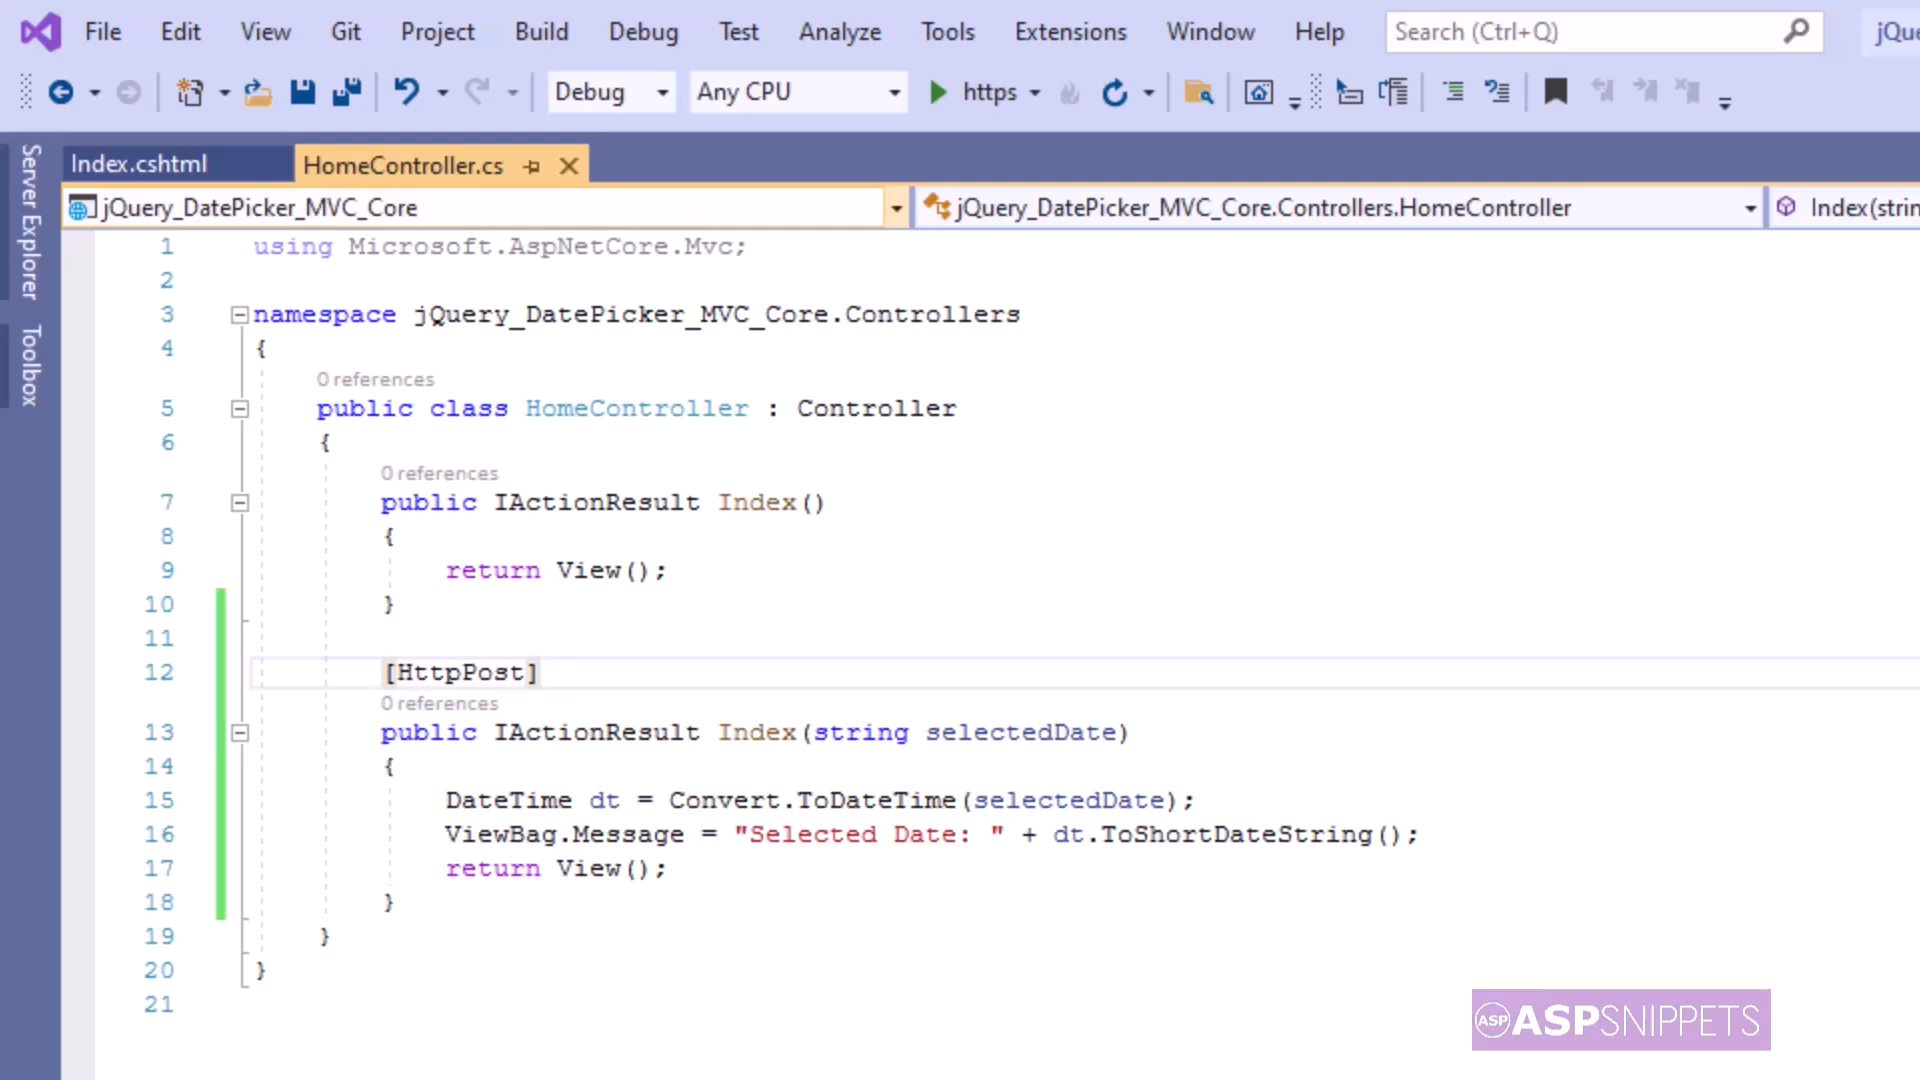 File Edit View Git Project Build Debug Test Analyze Tools Extensions Window Help Search (Ctrl+Q) jQue
Debug Any CPU https
Server Explorer
Toolbox
Index.cshtml HomeController.cs
jQuery_DatePicker_MVC_Core jQuery_DatePicker_MVC_Core.Controllers.HomeController Index(strin
1 using Microsoft.AspNetCore.Mvc;
2
3 namespace jQuery_DatePicker_MVC_Core.Controllers
4 {
0 references
5 public class HomeController : Controller
6 {
0 references
7 public IActionResult Index()
8 {
9 return View();
10 }
11
12 [HttpPost]
0 references
13 public IActionResult Index(string selectedDate)
14 {
15 DateTime dt = Convert.ToDateTime(selectedDate);
16 ViewBag.Message = "Selected Date: " + dt.ToShortDateString();
17 return View();
18 }
19 }
20 }
21
ASP ASPSNIPPETS